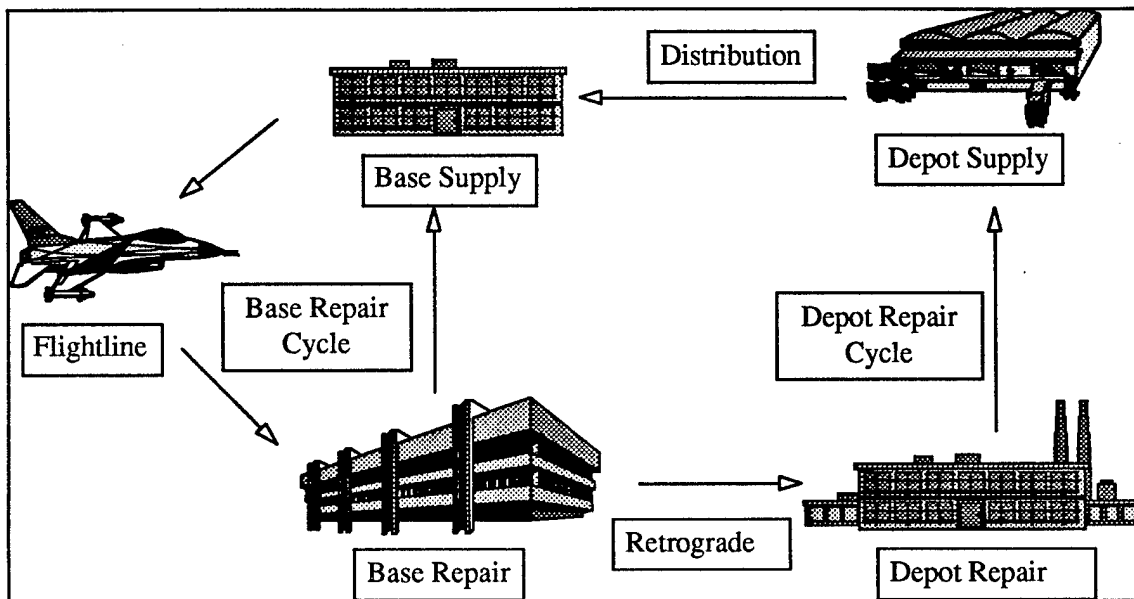 Distribution
Depot Supply
Base Supply
Base Repair
Cycle
Flightline
Depot Repair
Cycle
Retrograde
Base Repair
Depot Repair